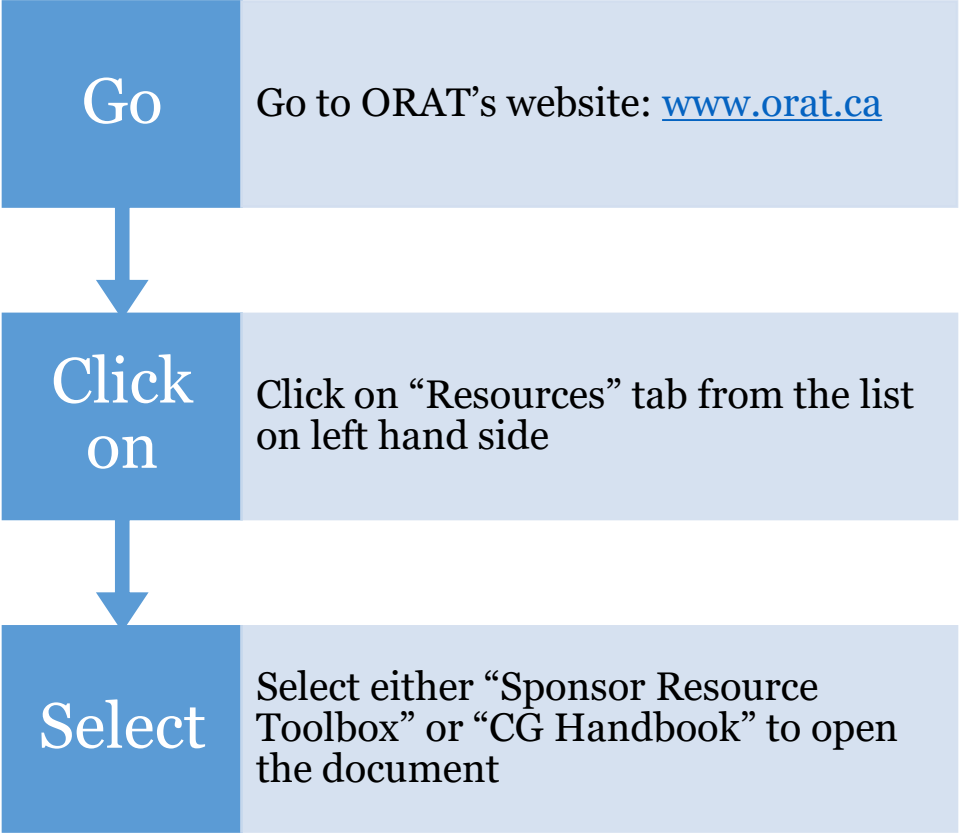 Go
Go to ORAT’s website: www.orat.ca
Click
on
Click on “Resources” tab from the list
on left hand side
Select
Select either “Sponsor Resource
Toolbox” or “CG Handbook” to open
the document